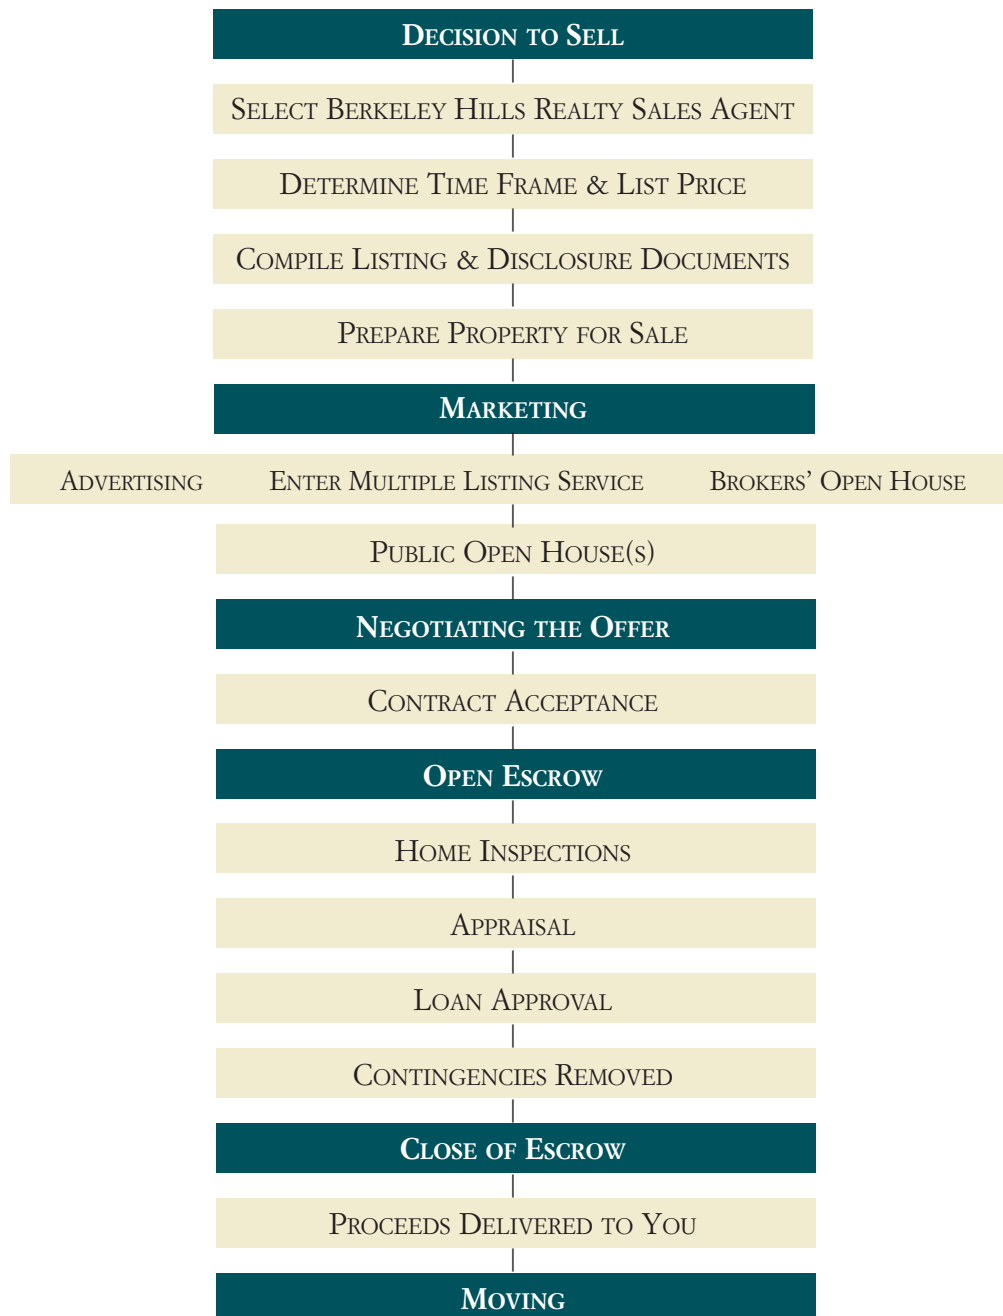 Decision to Sell
Select Berkeley Hills Realty Sales Agent
Determine Time Frame & List Price
Compile Listing & Disclosure Documents
Prepare Property for Sale
Marketing
Advertising Enter Multiple Listing Service Brokers’ Open House
Public Open House(s)
Negotiating the Offer
Contract Acceptance
Open Escrow
Home Inspections
Appraisal
Loan Approval
Contingencies Removed
Close of Escrow
Proceeds Delivered to You
Moving